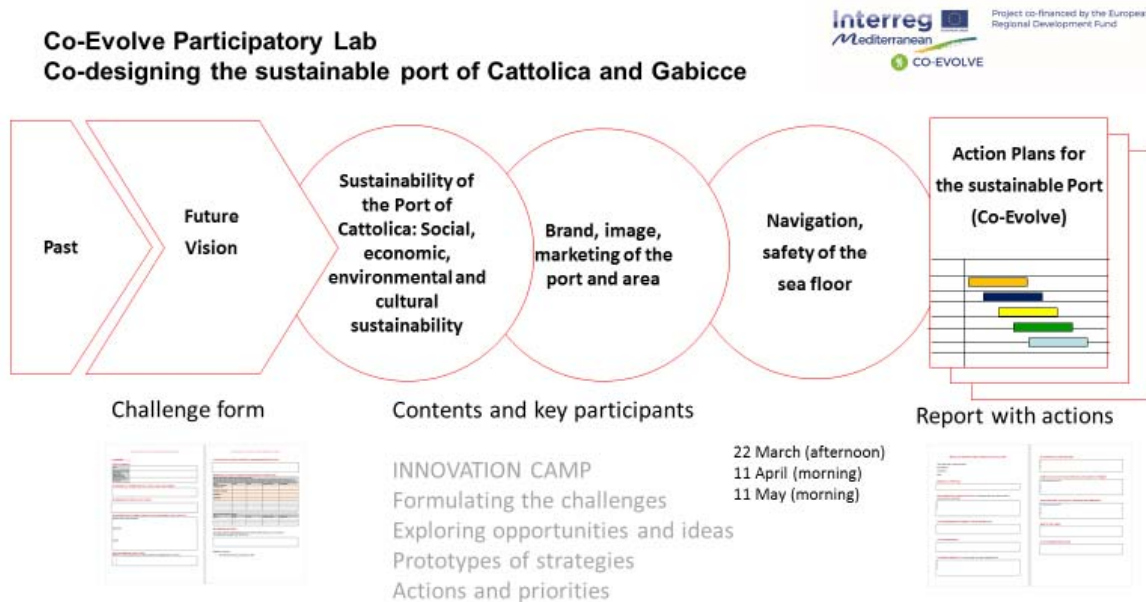 Co-Evolve Participatory Lab
Co-designing the sustainable port of Cattolica and Gabicce
Interreg
Mediterranean
CO-EVOLVE
Project co-financed by the European
Regional Development Fund
Past
Future
Vision
Sustainability of
the Port of
Cattolica: Social,
economic,
environmental and
cultural
sustainability
Brand, image,
marketing of the
port and area
Navigation,
safety of the
sea floor
Action Plans for
the sustainable Port
(Co-Evolve)
Challenge form
Contents and key participants
Report with actions
INNOVATION CAMP
Formulating the challenges
Exploring opportunities and ideas
Prototypes of strategies
Actions and priorities
22 March (afternoon)
11 April (morning)
11 May (morning)